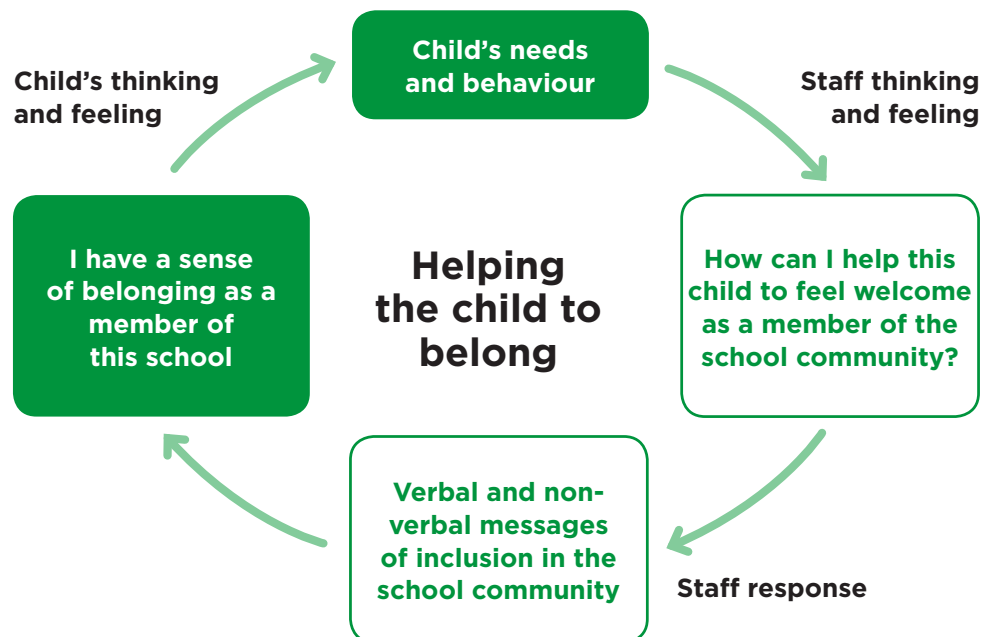 Child’s needs
and behaviour
Child’s thinking
and feeling
Staff thinking
and feeling
I have a sense
of belonging as a
member of
this school
Helping
the child to
belong
How can I help this
child to feel welcome
as a member of the
school community?
Verbal and non-
verbal messages
of inclusion in the
school community
Staff response